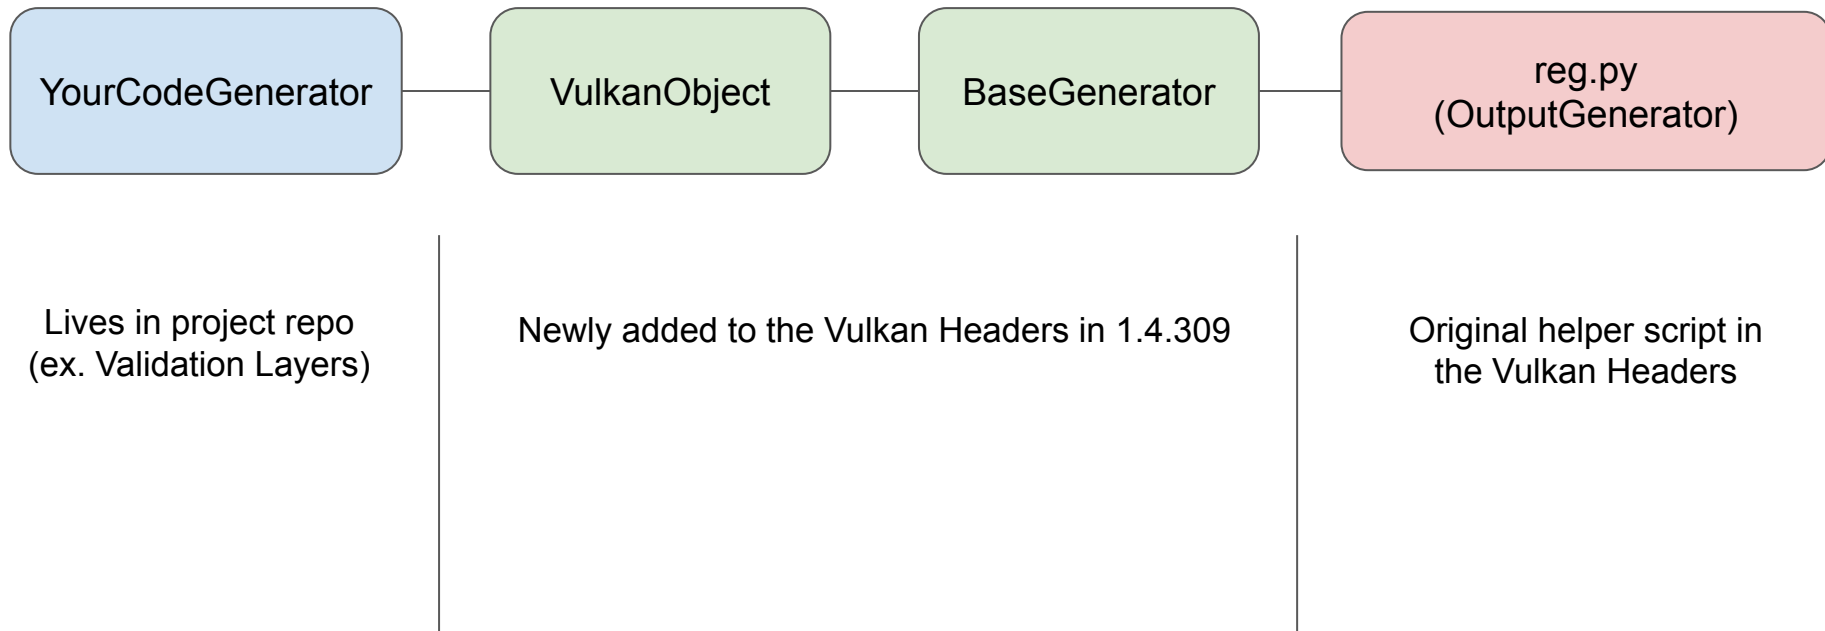 YourCodeGenerator
VulkanObject
BaseGenerator
reg.py
(OutputGenerator)
Lives in project repo
(ex. Validation Layers)
Newly added to the Vulkan Headers in 1.4.309
Original helper script in
the Vulkan Headers